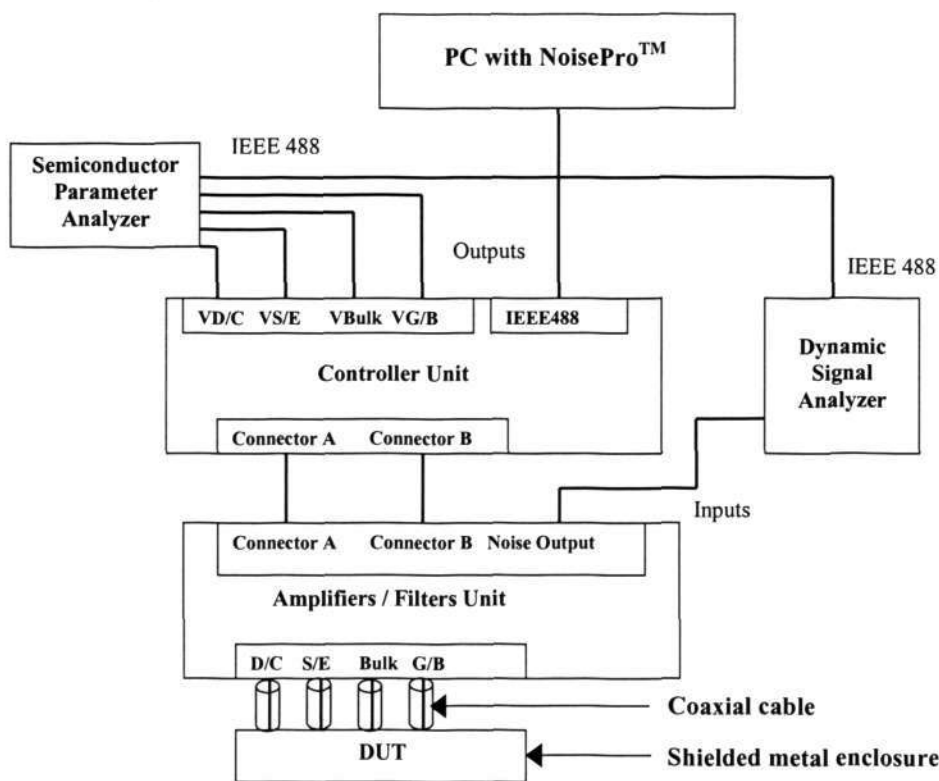 PC with NoisePro™
IEEE 488
Semiconductor
Parameter
Analyzer
Outputs
IEEE 488
VD/C VS/E VBulk VG/B IEEE488
Controller Unit
Dynamic
Signal
Analyzer
Connector A Connector B
Inputs
Connector A Connector B Noise Output
Amplifiers / Filters Unit
D/C S/E Bulk G/B
Coaxial cable
DUT
Shielded metal enclosure